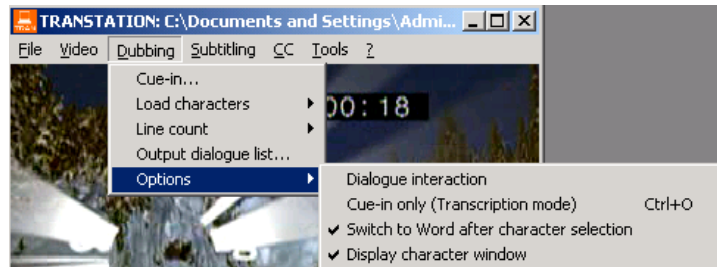 TRANSTATION: C:\Documents and Settings\Admi...
File Video Dubbing Subtitling CC Tools ?
Cue-in...
Load characters
00:18
Line count
Output dialogue list...
Options
Dialogue interaction
Cue-in only (Transcription mode) Ctrl+O
Switch to Word after character selection
Display character window